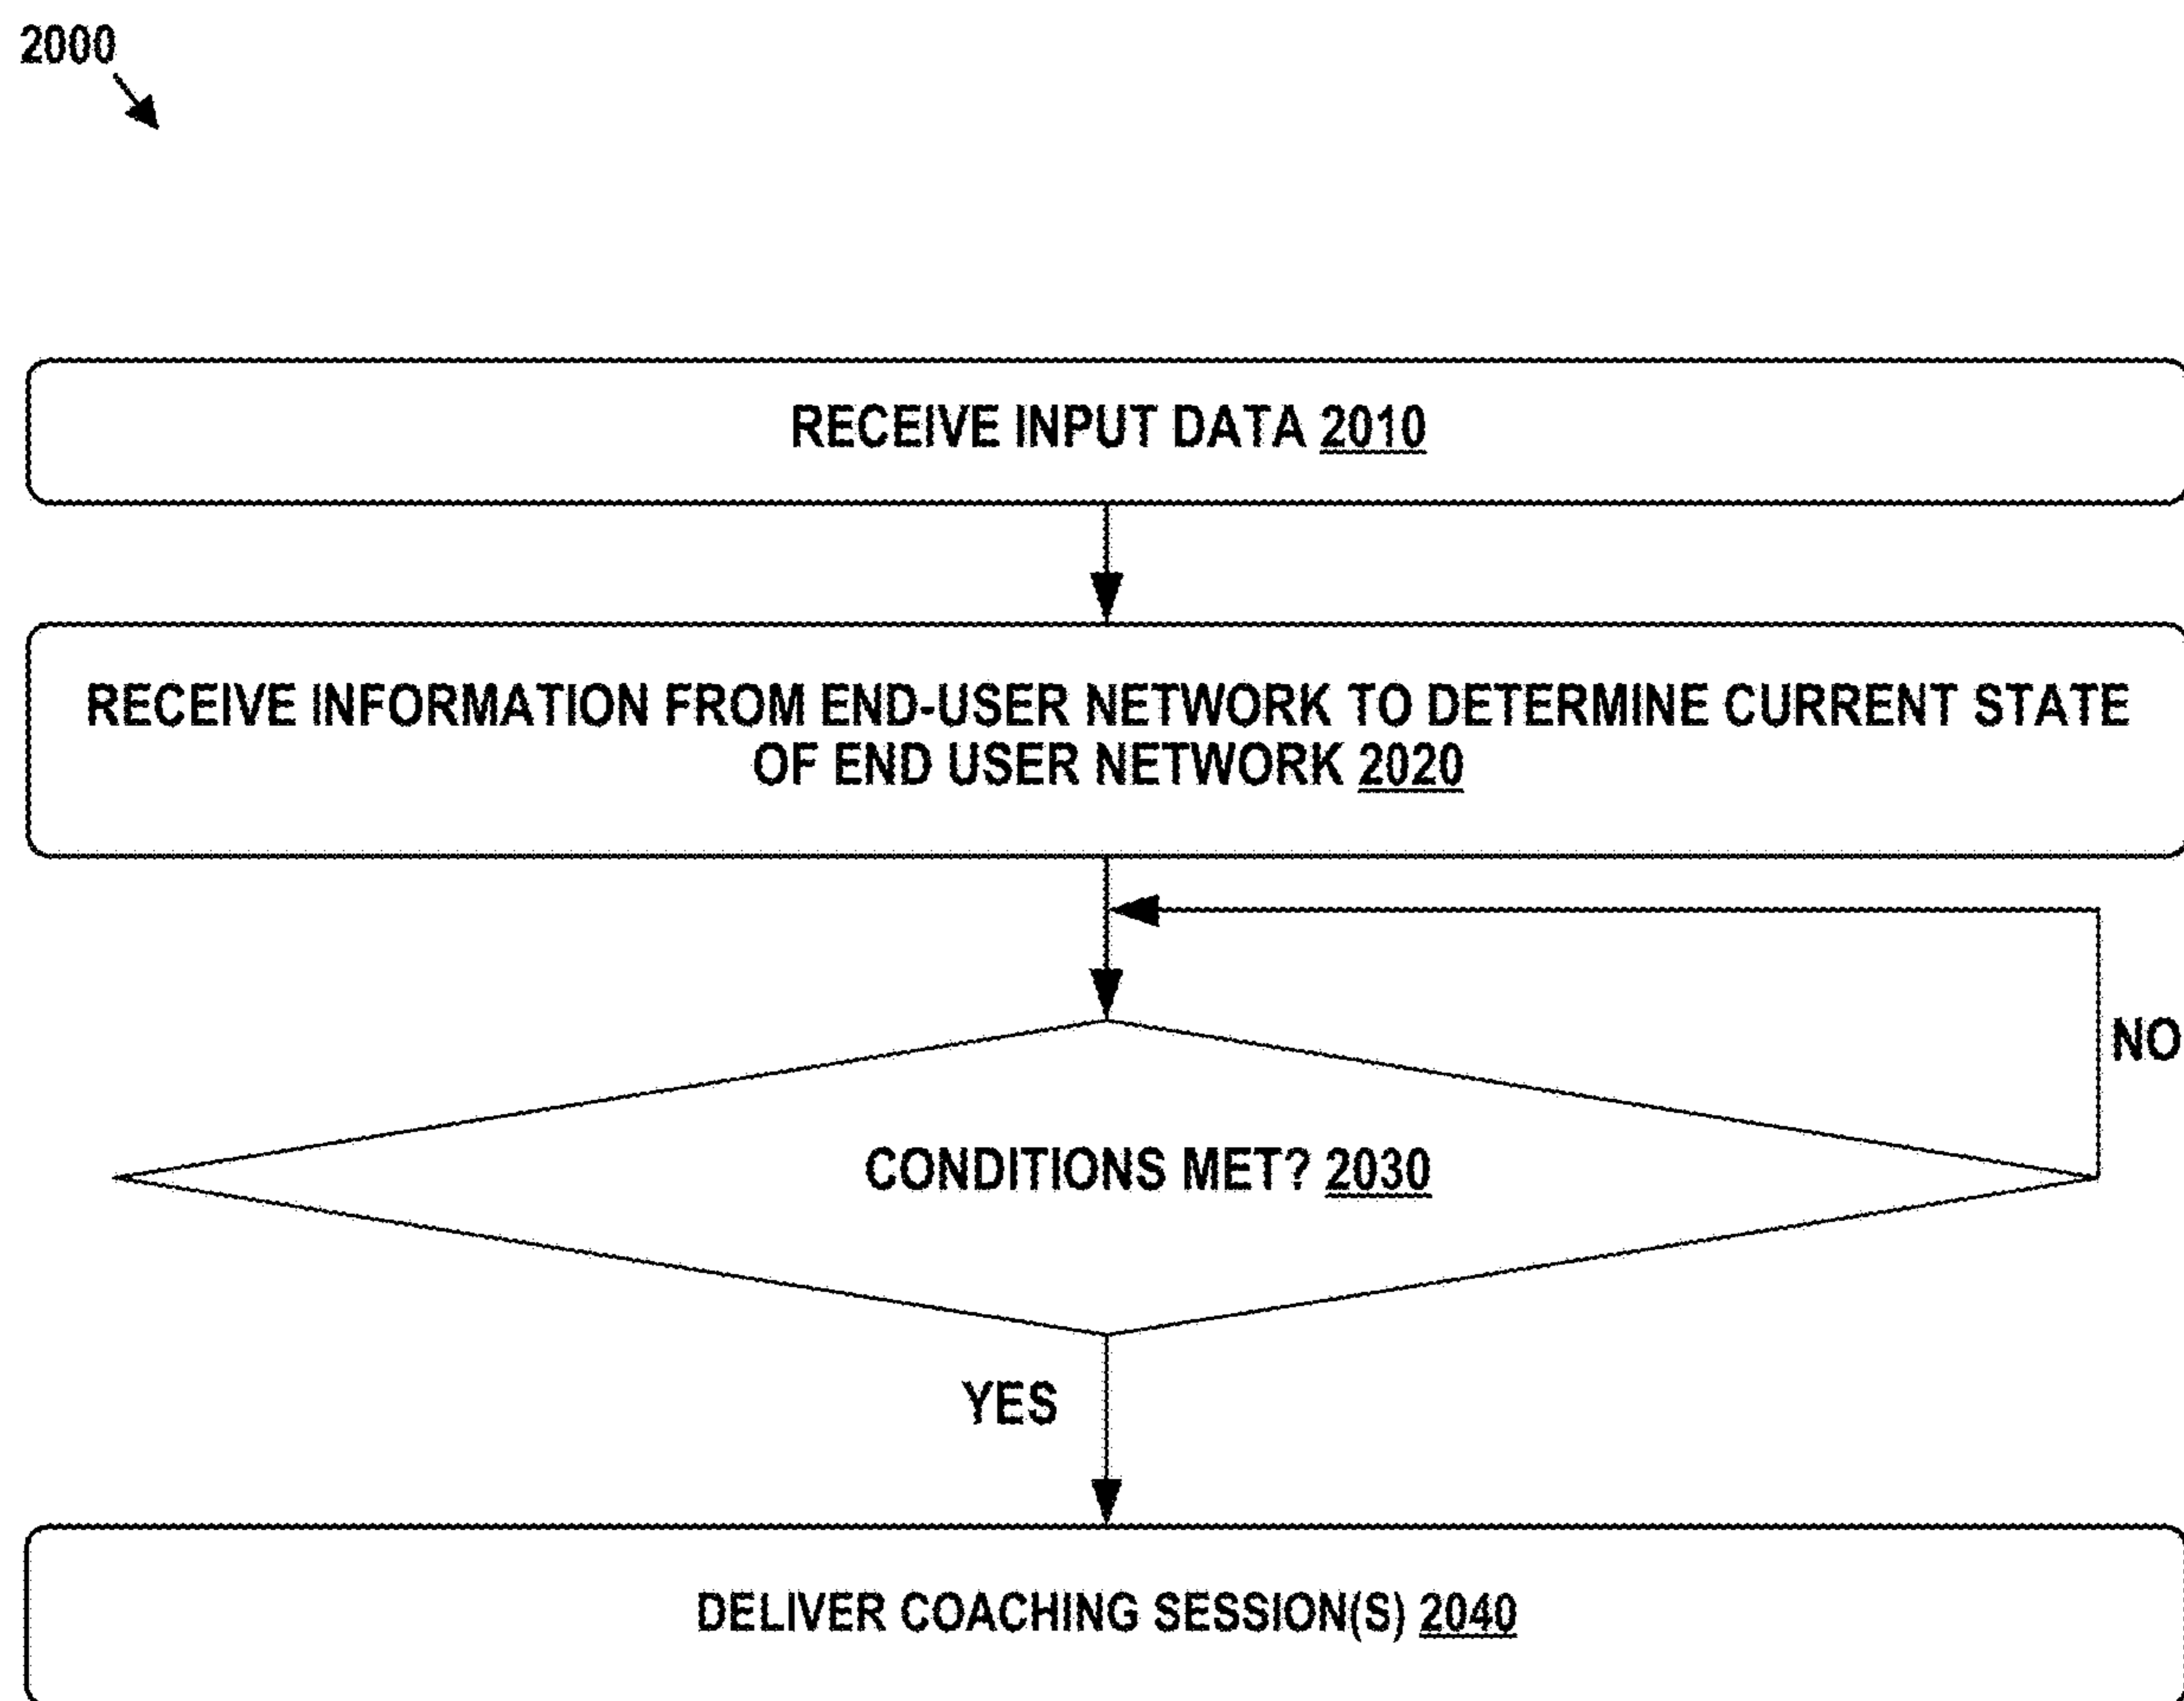 2000
RECEIVE INPUT DATA 2010
RECEIVE INFORMATION FROM END-USER NETWORK TO DETERMINE CURRENT STATE
OF END USER NETWORK 2020
NO
CONDITIONS MET? 2030
YES
DELIVER COACHING SESSION(S) 2040